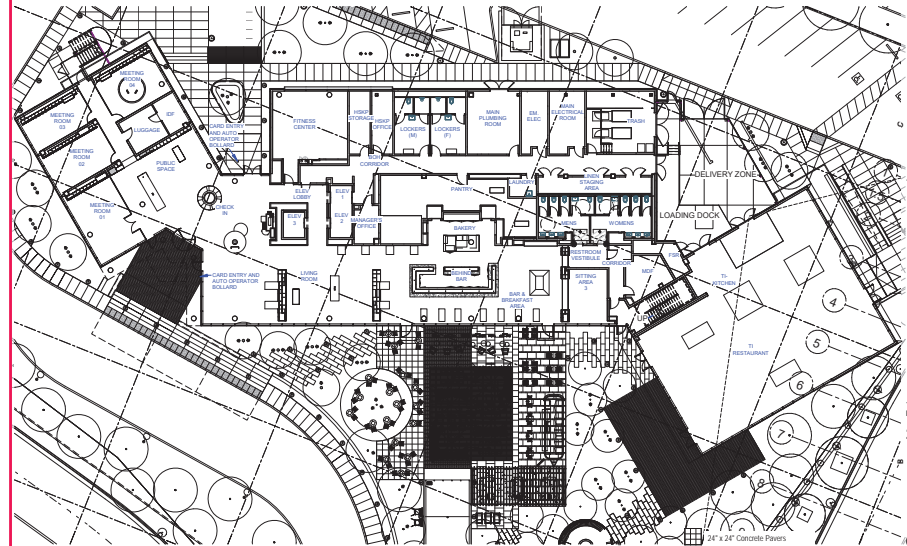 MEETING
ROOM
04
MEETING
ROOM
03
IDF
LUGGAGE
MEETING
ROOM
02
PUBLIC
SPACE
MEETING
ROOM
01
CARD ENTRY
AND AUTO
OPERATOR
BOLLARD
CHECK
IN
CARD ENTRY AND
AUTO OPERATOR
BOLLARD
FITNESS
CENTER
HSKP
STORAGE
HSKP
OFFICE
LOCKERS
(M)
LOCKERS
(F)
MAIN
PLUMBING
ROOM
EM.
ELEC
MAIN
ELECTRICAL
ROOM
TRASH
BOH
CORRIDOR
PANTRY
LAUNDRY
LINEN
STAGING
AREA
DELIVERY ZONE
LOADING DOCK
ELEV
LOBBY
ELEV
1
ELEV
2
ELEV
3
MANAGER'S
OFFICE
BAKERY
MENS
WOMENS
RESTROOM
VESTIBULE
CORRIDOR
FSR
MDF
LIVING
ROOM
BEHIND
BAR
BAR &
BREAKFAST
AREA
SITTING
AREA
3
UP
TI-
KITCHEN
TI
RESTAURANT
4
5
6
7
8
C
B
24" x 24" Concrete Pavers